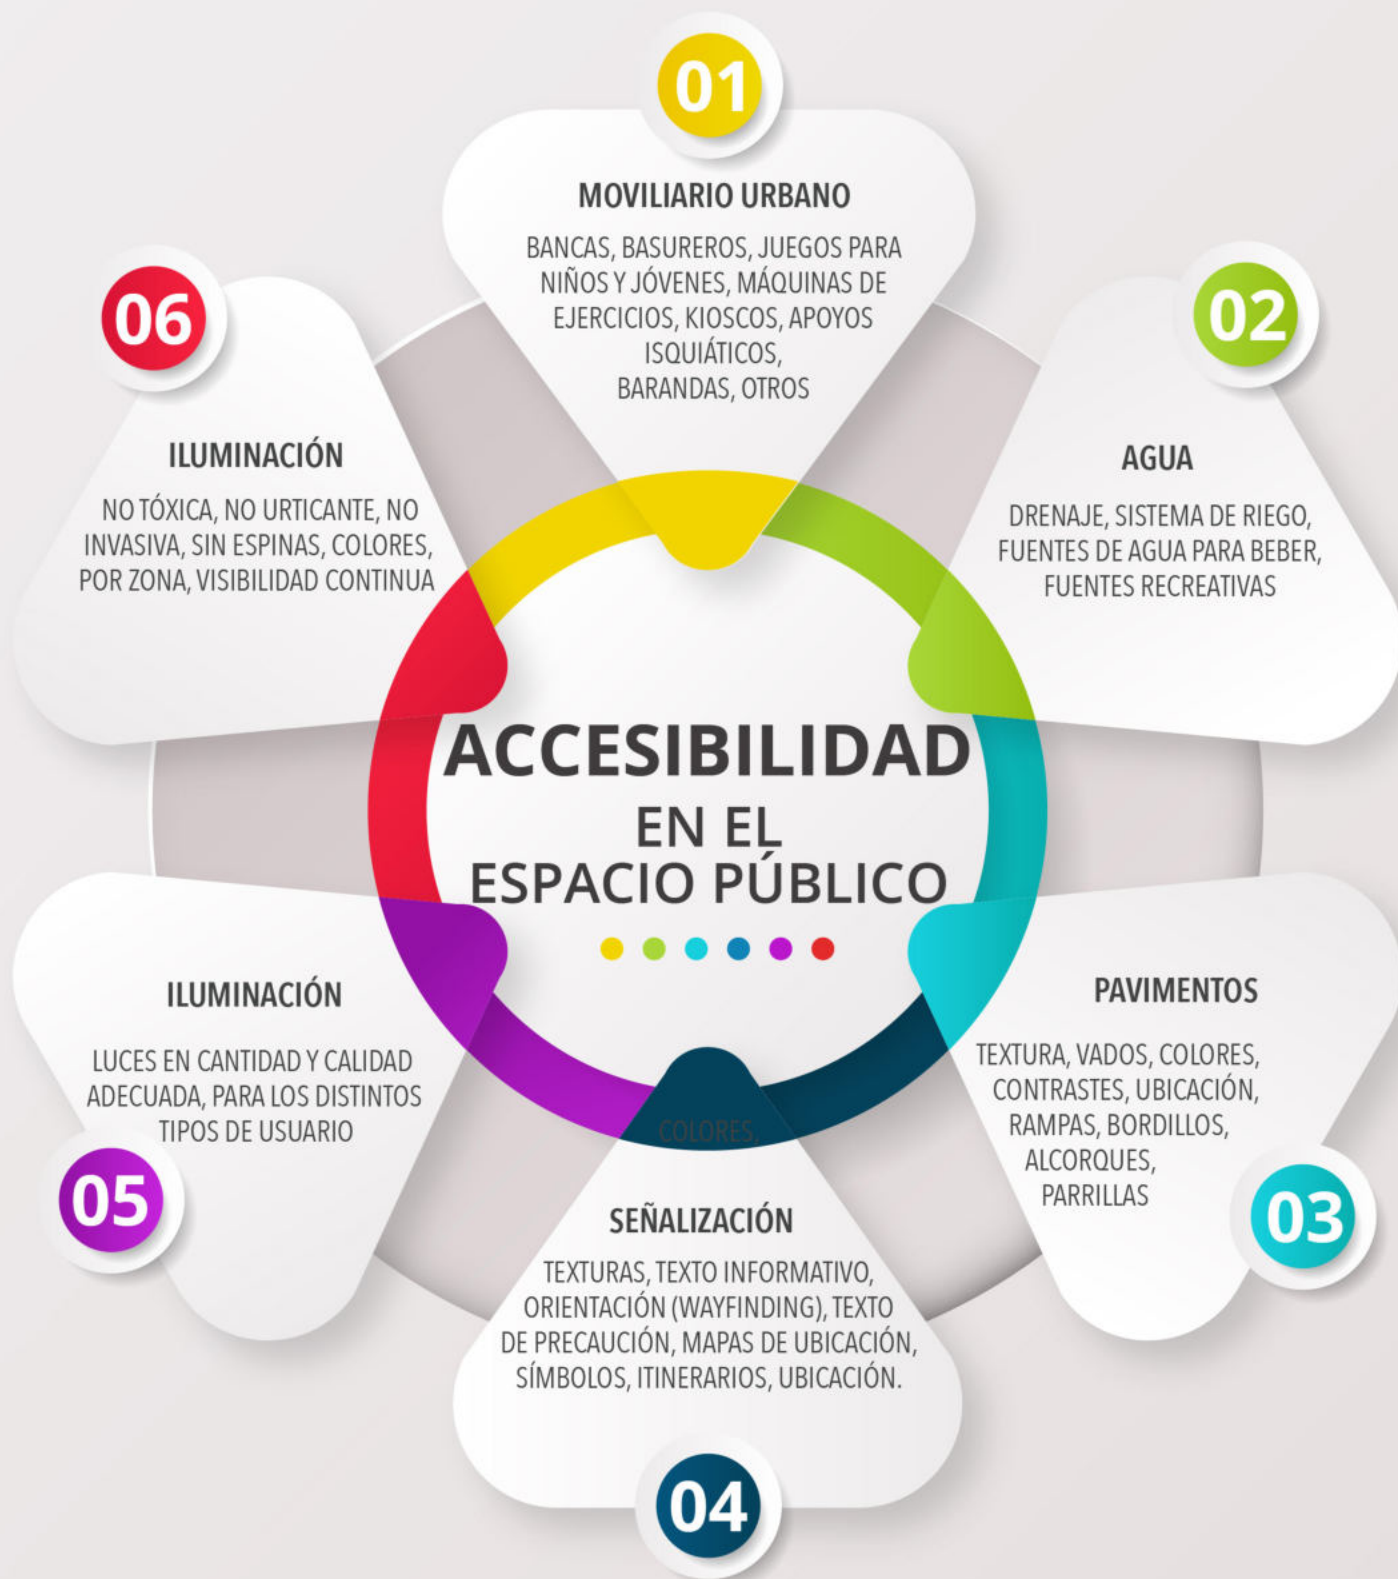 01
MOVILIARIO URBANO
BANCAS, BASUREROS, JUEGOS PARA
NIÑOS Y JÓVENES, MÁQUINAS DE
EJERCICIOS, KIOSCOS, APOYOS
ISQUIÁTICOS,
BARANDAS, OTROS
02
AGUA
DRENAJE, SISTEMA DE RIEGO,
FUENTES DE AGUA PARA BEBER,
FUENTES RECREATIVAS
PAVIMENTOS
TEXTURA, VADOS, COLORES,
CONTRASTES, UBICACIÓN,
RAMPAS, BORDILLOS,
ALCORQUES,
PARRILLAS
03
COLORES,
SEÑALIZACIÓN
TEXTURAS, TEXTO INFORMATIVO,
ORIENTACIÓN (WAYFINDING), TEXTO
DE PRECAUCIÓN, MAPAS DE UBICACIÓN,
SÍMBOLOS, ITINERARIOS, UBICACIÓN.
04
ILUMINACIÓN
LUCES EN CANTIDAD Y CALIDAD
ADECUADA, PARA LOS DISTINTOS
TIPOS DE USUARIO
05
06
ILUMINACIÓN
NO TÓXICA, NO URTICANTE, NO
INVASIVA, SIN ESPINAS, COLORES,
POR ZONA, VISIBILIDAD CONTINUA
ACCESIBILIDAD
EN EL
ESPACIO PÚBLICO